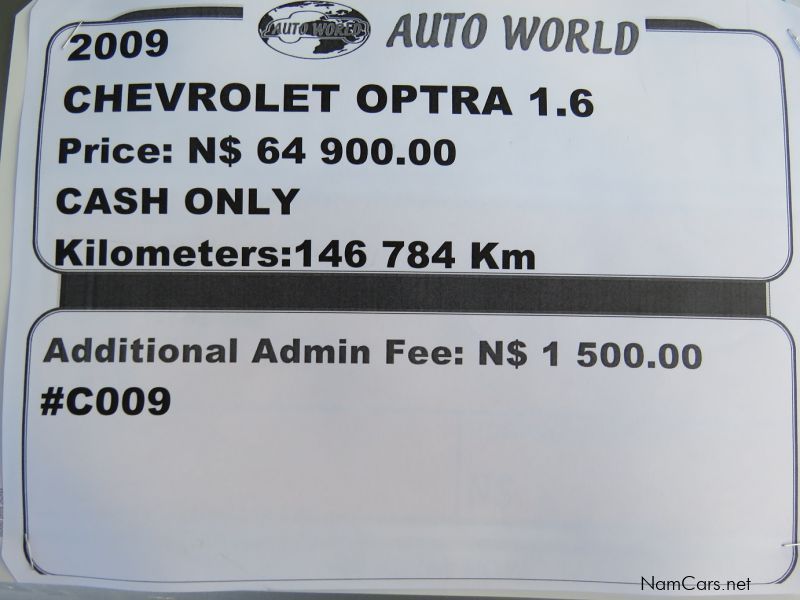 AUTO WORLD
AUTO WORLD
2009
CHEVROLET OPTRA 1.6
Price: N$ 64 900.00
CASH ONLY
Kilometers:146 784 Km
Additional Admin Fee: N$ 1 500.00
#C009
NamCars.net